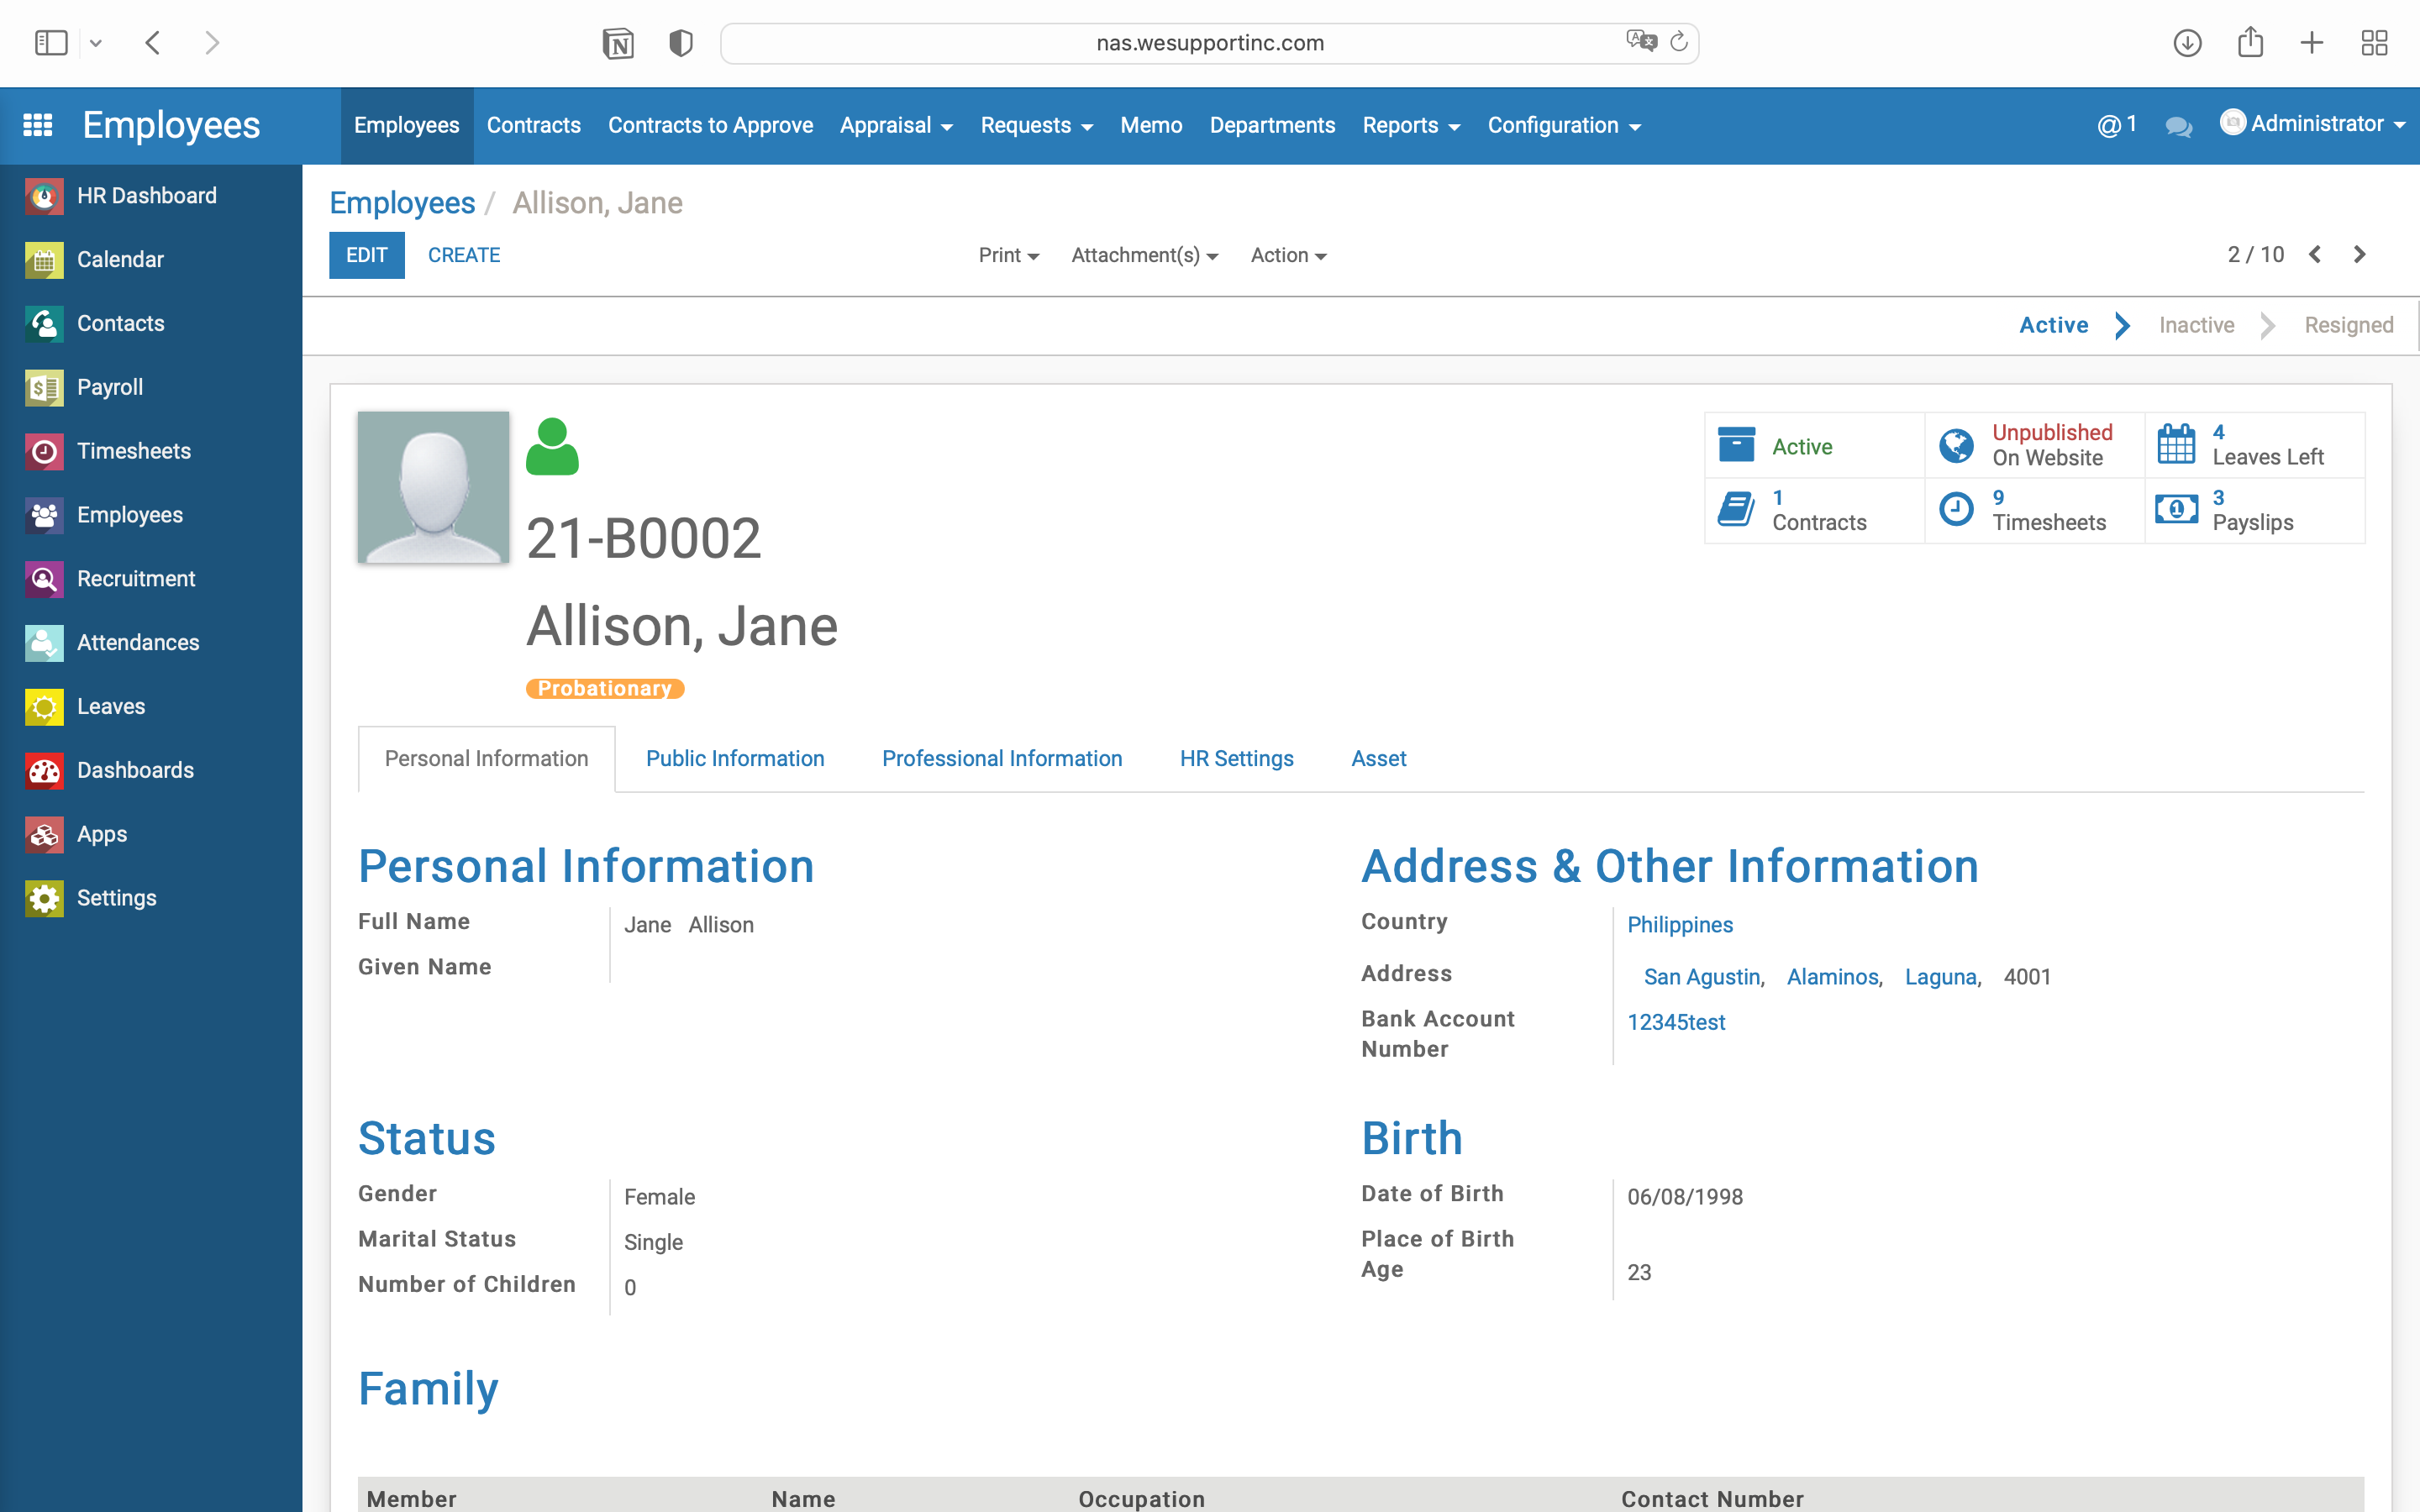 nas.wesupportinc.com
Employees
Employees Contracts Contracts to Approve Appraisal Requests Memo Departments Reports Configuration
@ 1 Administrator
HR Dashboard
Calendar
Contacts
Payroll
Timesheets
Employees
Recruitment
Attendances
Leaves
Dashboards
Apps
Settings
Employees / Allison, Jane
EDIT CREATE Print Attachment(s) Action 2 / 10
Active Inactive Resigned
Active
Unpublished
On Website
4
Leaves Left
1
Contracts
9
Timesheets
3
Payslips
21-B0002
Allison, Jane
Probationary
Personal Information Public Information Professional Information HR Settings Asset
Personal Information
Full Name Jane Allison
Given Name
Address & Other Information
Country Philippines
Address San Agustin, Alaminos, Laguna, 4001
Bank Account Number 12345test
Status
Gender Female
Marital Status Single
Number of Children 0
Birth
Date of Birth 06/08/1998
Place of Birth
Age 23
Family
Member Name Occupation Contact Number